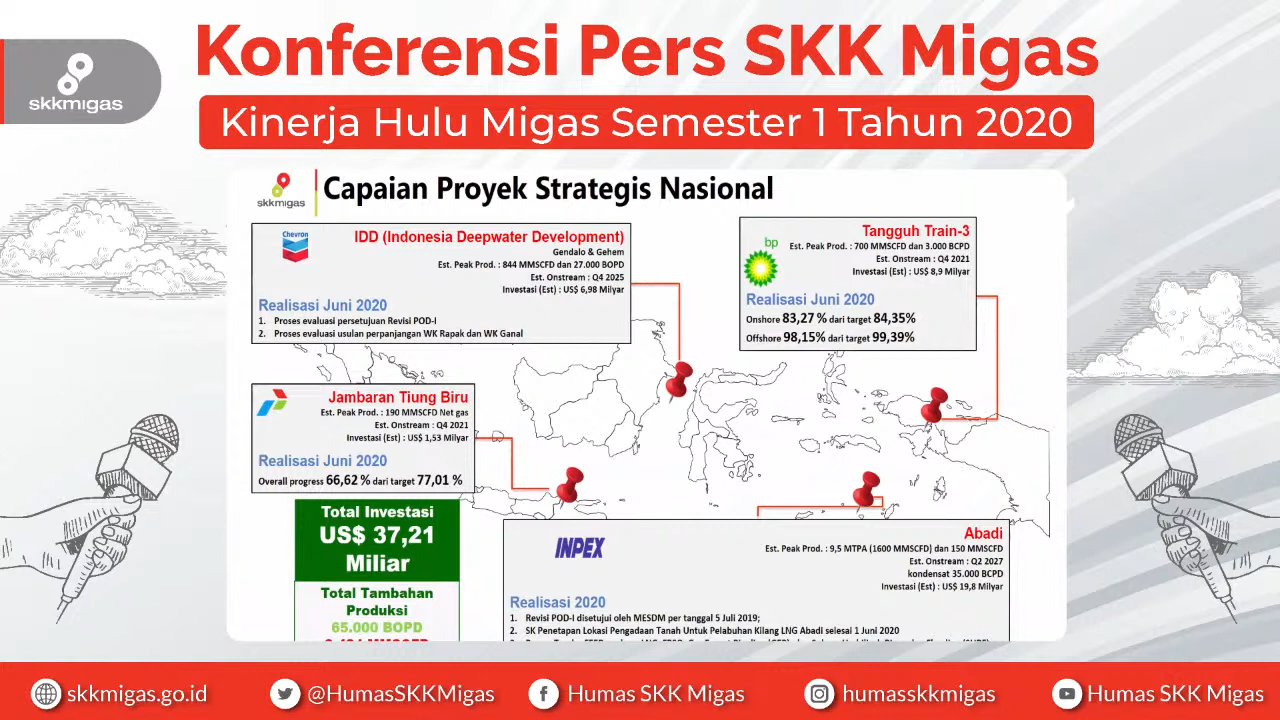 Konferensi Pers SKK Migas
skkmigas
Kinerja Hulu Migas Semester 1 Tahun 2020
skkmigas
Capaian Proyek Strategis Nasional
Chevron
IDD (Indonesia Deepwater Development)
Gendalo & Gehem
Est. Peak Prod. : 844 MMSCFD dan 27.000 BOPD
Est. Onstream : Q4 2025
Investasi (Est) : US$ 6,98 Milyar
Realisasi Juni 2020
1. Proses evaluasi persetujuan Revisi POD-I
2. Proses evaluasi usulan perpanjangan WK Rapak dan WK Ganal
bp
Tangguh Train-3
Est. Peak Prod. : 700 MMSCFD dan 3.000 BCPD
Est. Onstream : Q4 2021
Investasi (Est) : US$ 8,9 Milyar
Realisasi Juni 2020
Onshore 83,27 % dari target 84,35%
Offshore 98,15% dari target 99,39%
Jambaran Tiung Biru
Est. Peak Prod. : 190 MMSCFD Net gas
Est. Onstream : Q4 2021
Investasi (Est) : US$ 1,53 Milyar
Realisasi Juni 2020
Overall progress 66,62 % dari target 77,01 %
Total Investasi
US$ 37,21
Miliar
Total Tambahan
Produksi
65.000 BOPD
INPEX
Abadi
Est. Peak Prod. : 9,5 MTPA (1600 MMSCFD) dan 150 MMSCFD
Est. Onstream : Q2 2027
kondensat 35.000 BCPD
Investasi (Est) : US$ 19,8 Milyar
Realisasi 2020
1. Revisi POD-I disetujui oleh MESDM per tanggal 5 Juli 2019;
2. SK Penetapan Lokasi Pengadaan Tanah Untuk Pelabuhan Kilang LNG Abadi selesai 1 Juni 2020
skkmigas.go.id
@HumasSKKMigas
Humas SKK Migas
humasskkmigas
Humas SKK Migas